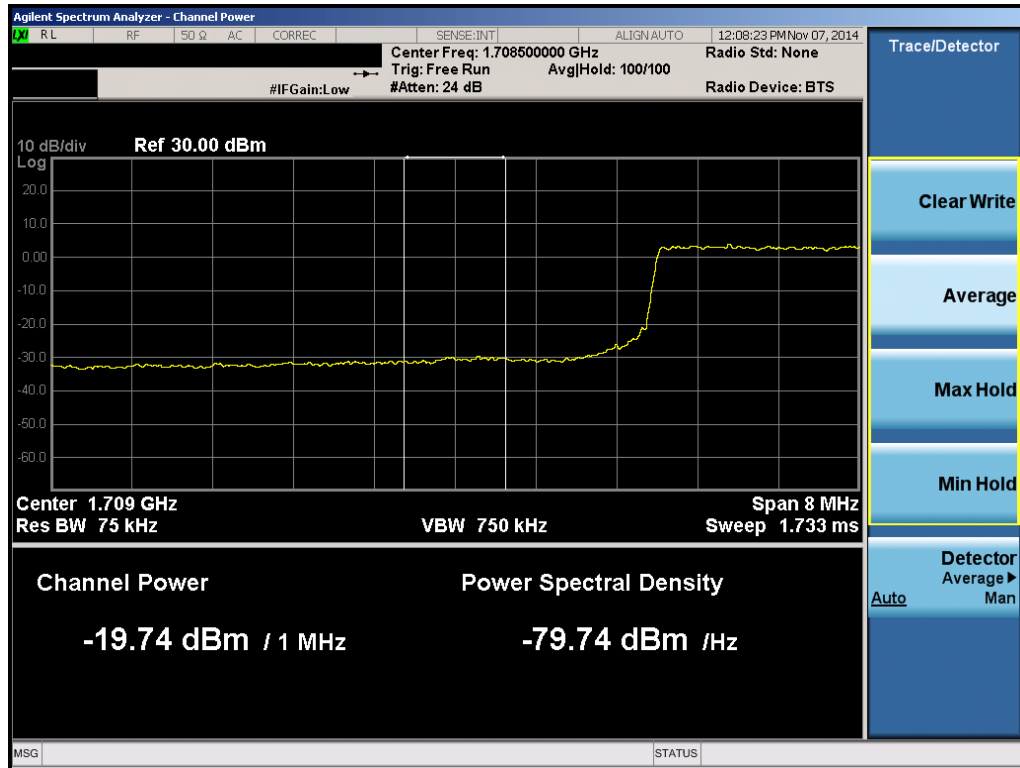 Agilent Spectrum Analyzer - Channel Power
LXI RL RF 50 Ω AC CORREC SENSE:INT ALIGN AUTO 12:08:23 PM Nov 07, 2014
Center Freq: 1.708500000 GHz Radio Std: None
Trig: Free Run Avg|Hold: 100/100
#IFGain:Low #Atten: 24 dB Radio Device: BTS
Trace/Detector
10 dB/div Ref 30.00 dBm
Log
20.0
10.0
0.00
-10.0
-20.0
-30.0
-40.0
-50.0
-60.0
Clear Write
Average
Max Hold
Min Hold
Detector
Average▶
Auto Man
Center 1.709 GHz Span 8 MHz
Res BW 75 kHz VBW 750 kHz Sweep 1.733 ms
Channel Power Power Spectral Density
-19.74 dBm / 1 MHz -79.74 dBm /Hz
MSG STATUS